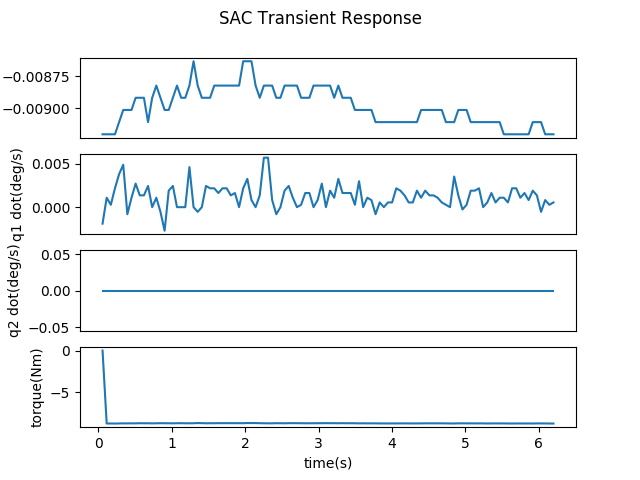 SAC Transient Response
−0.00875
−0.00900
0.005
0.000
q1 dot(deg/s)
0.05
0.00
−0.05
q2 dot(deg/s)
0
−5
torque(Nm)
0 1 2 3 4 5 6
time(s)